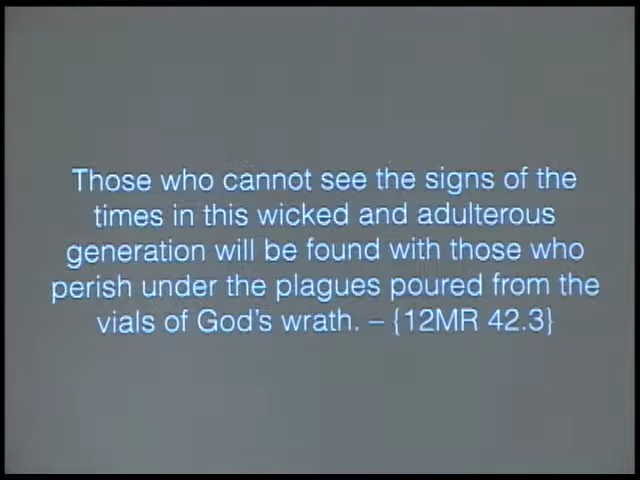 Those who cannot see the signs of the
times in this wicked and adulterous
generation will be found with those who
perish under the plagues poured from the
vials of God's wrath. – {12MR 42.3}